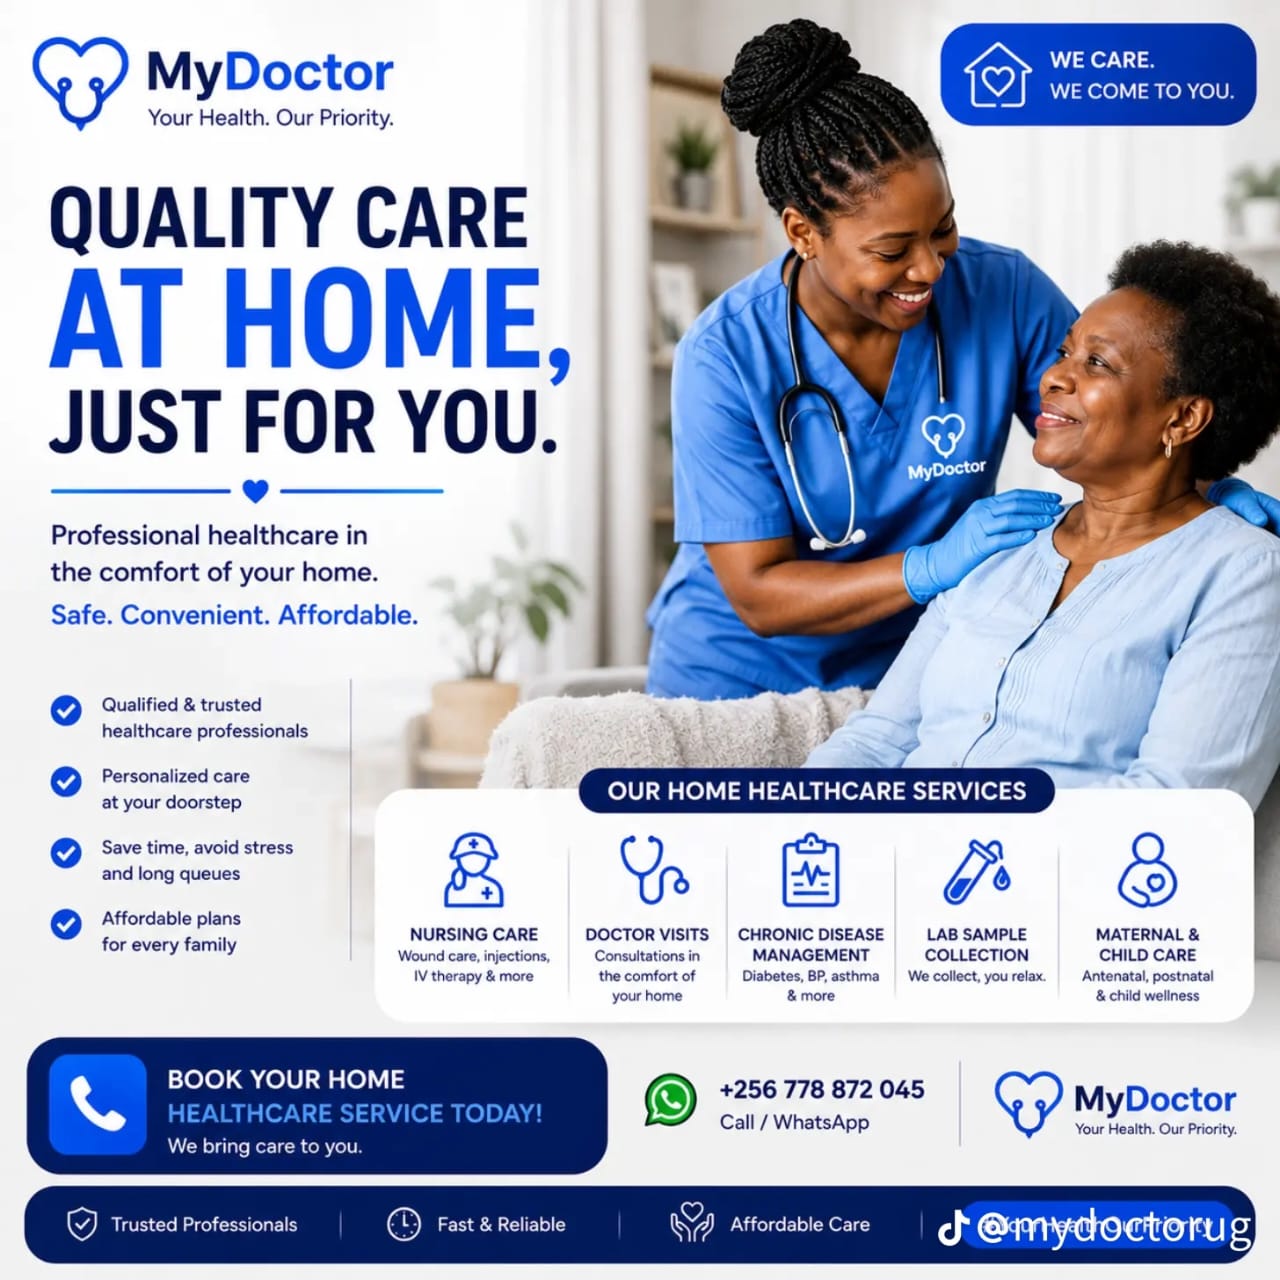 MyDoctor
Your Health. Our Priority.
WE CARE.
WE COME TO YOU.
QUALITY CARE
AT HOME,
JUST FOR YOU.
Professional healthcare in
the comfort of your home.
Safe. Convenient. Affordable.
Qualified & trusted
healthcare professionals
Personalized care
at your doorstep
Save time, avoid stress
and long queues
Affordable plans
for every family
MyDoctor
OUR HOME HEALTHCARE SERVICES
NURSING CARE
Wound care, injections,
IV therapy & more
DOCTOR VISITS
Consultations in
the comfort of
your home
CHRONIC DISEASE
MANAGEMENT
Diabetes, BP, asthma
& more
LAB SAMPLE
COLLECTION
We collect, you relax.
MATERNAL &
CHILD CARE
Antenatal, postnatal
& child wellness
BOOK YOUR HOME
HEALTHCARE SERVICE TODAY!
We bring care to you.
+256 778 872 045
Call / WhatsApp
MyDoctor
Your Health. Our Priority.
Trusted Professionals
Fast & Reliable
Affordable Care
#YourHealthOurPriority
@mydoctorug